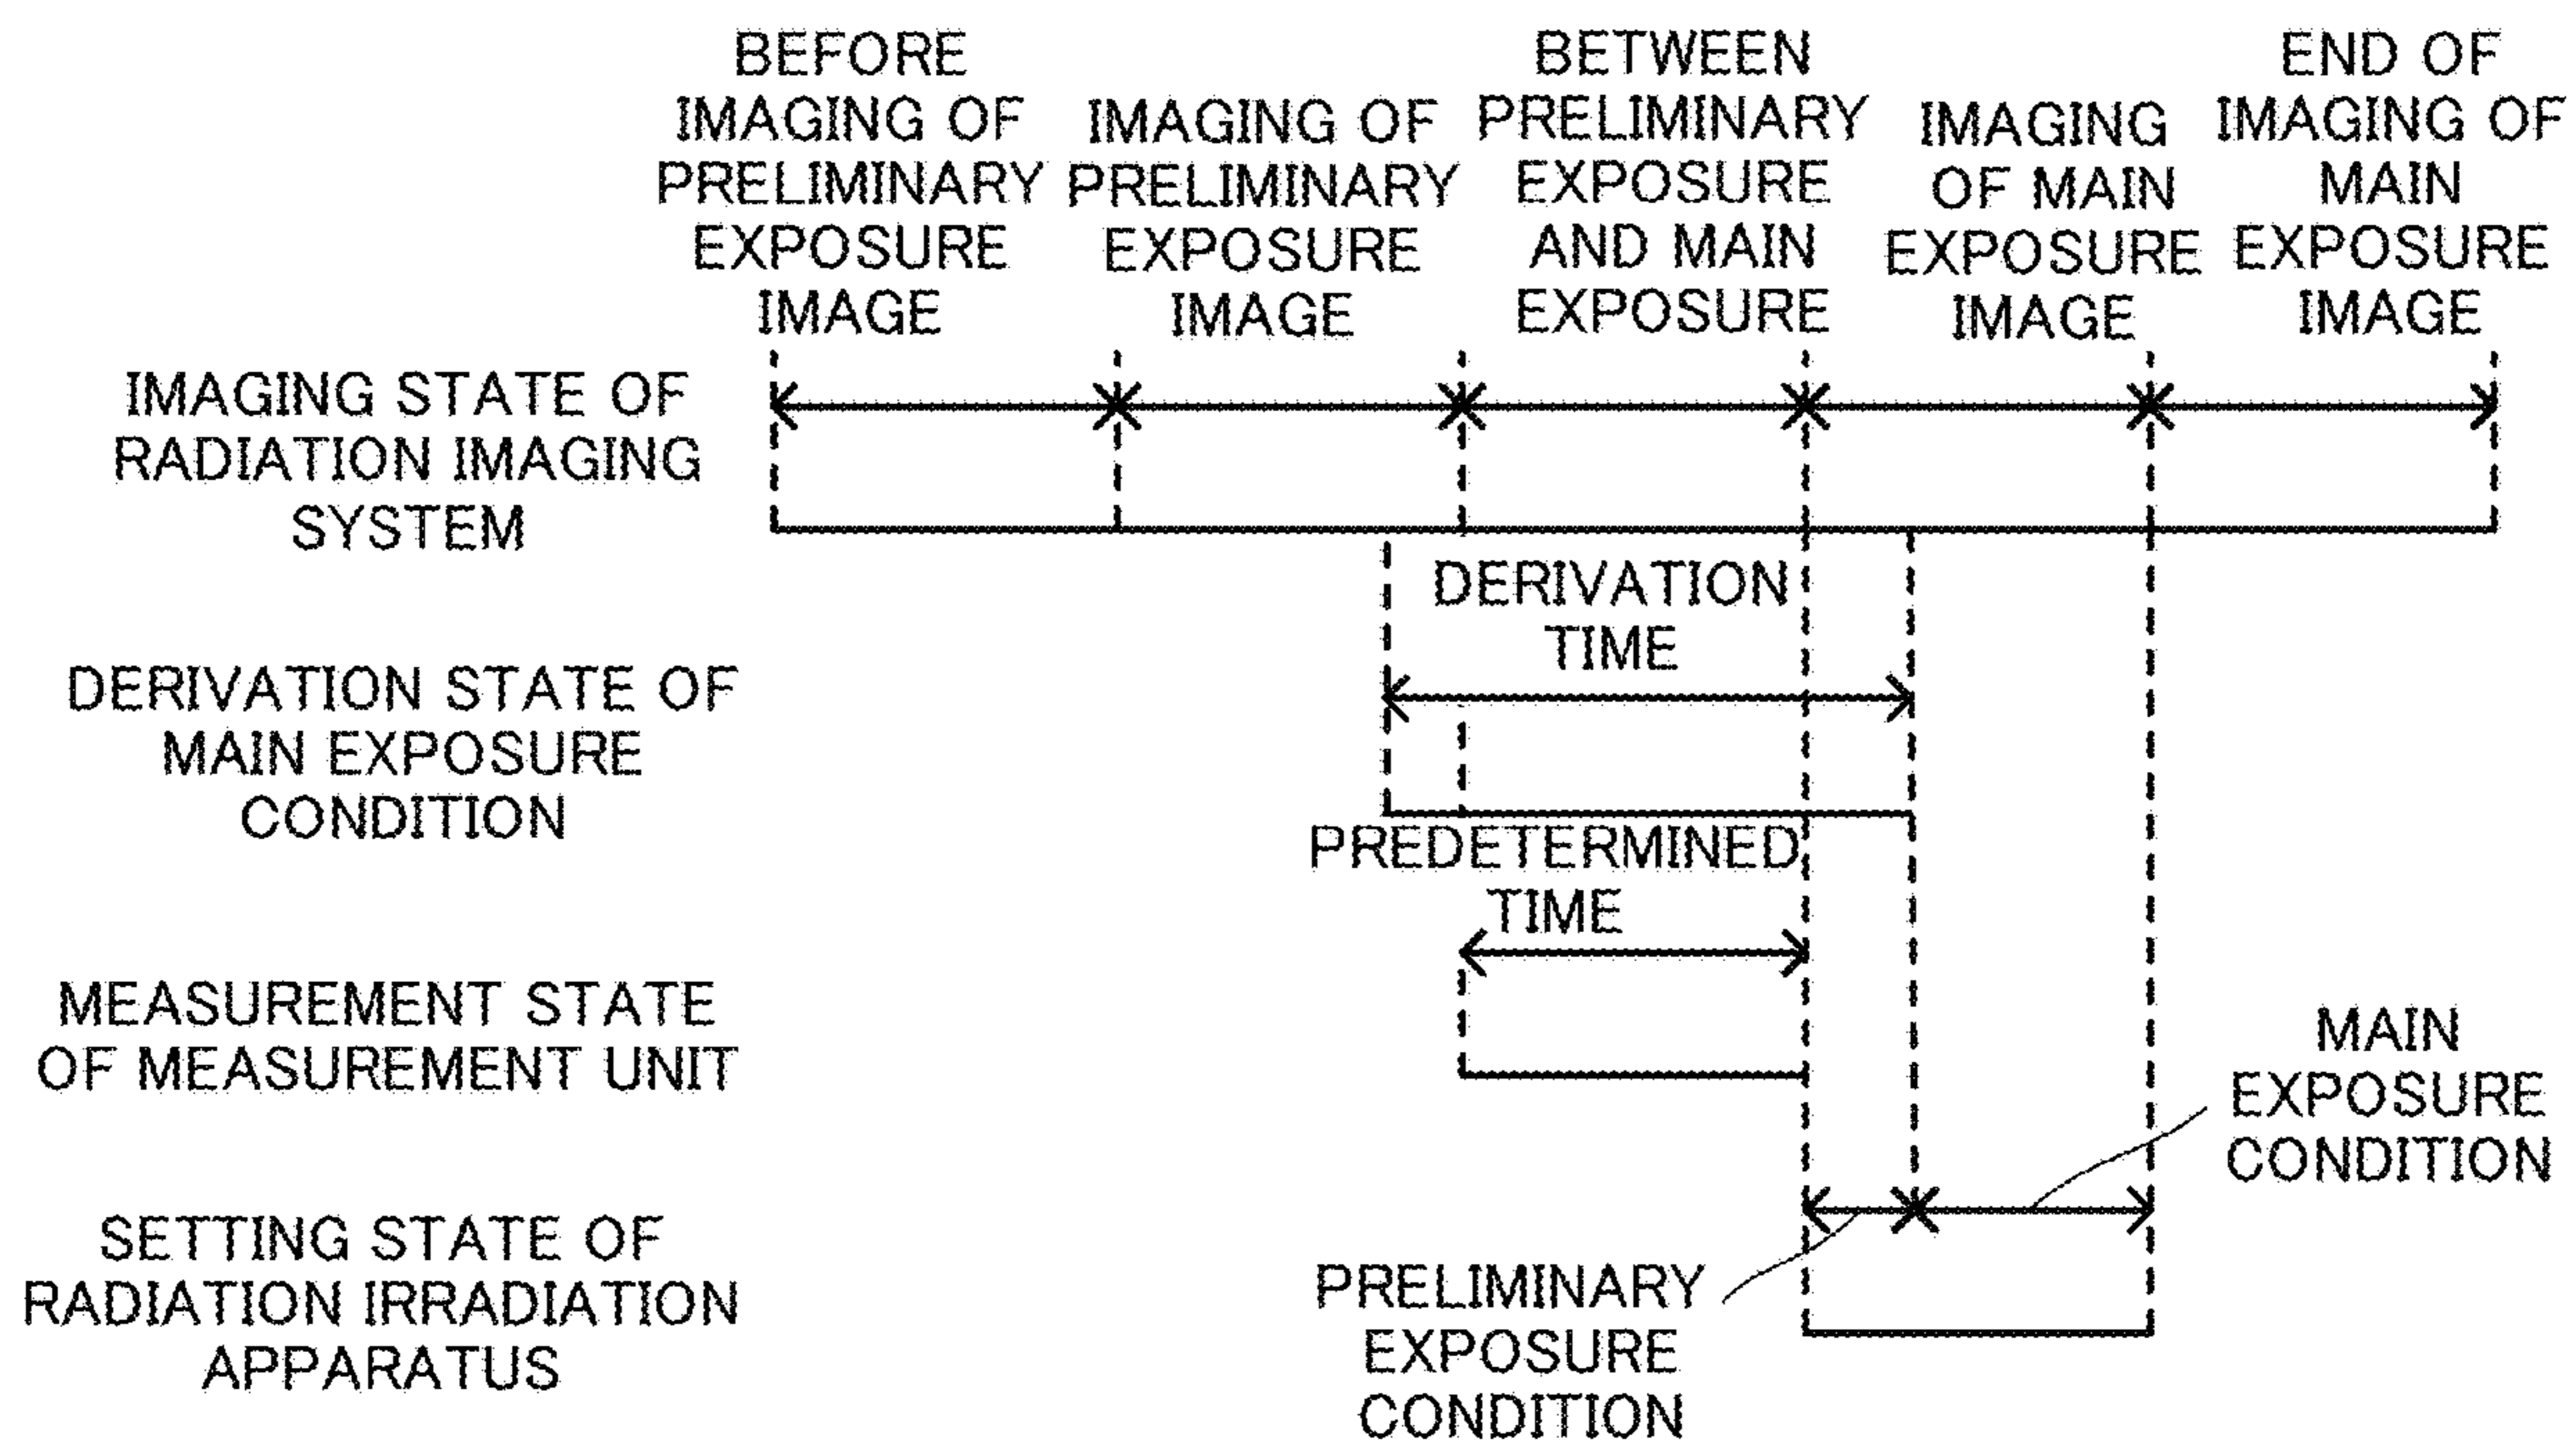 BEFORE
IMAGING OF
PRELIMINARY
EXPOSURE
IMAGE
IMAGING OF
PRELIMINARY
EXPOSURE
IMAGE
BETWEEN
PRELIMINARY
EXPOSURE
AND MAIN
EXPOSURE
IMAGING
OF MAIN
EXPOSURE
IMAGE
END OF
IMAGING OF
MAIN
EXPOSURE
IMAGE
IMAGING STATE OF
RADIATION IMAGING
SYSTEM
DERIVATION
TIME
DERIVATION STATE OF
MAIN EXPOSURE
CONDITION
PREDETERMINED
TIME
MEASUREMENT STATE
OF MEASUREMENT UNIT
MAIN
EXPOSURE
CONDITION
SETTING STATE OF
RADIATION IRRADIATION
APPARATUS
PRELIMINARY
EXPOSURE
CONDITION